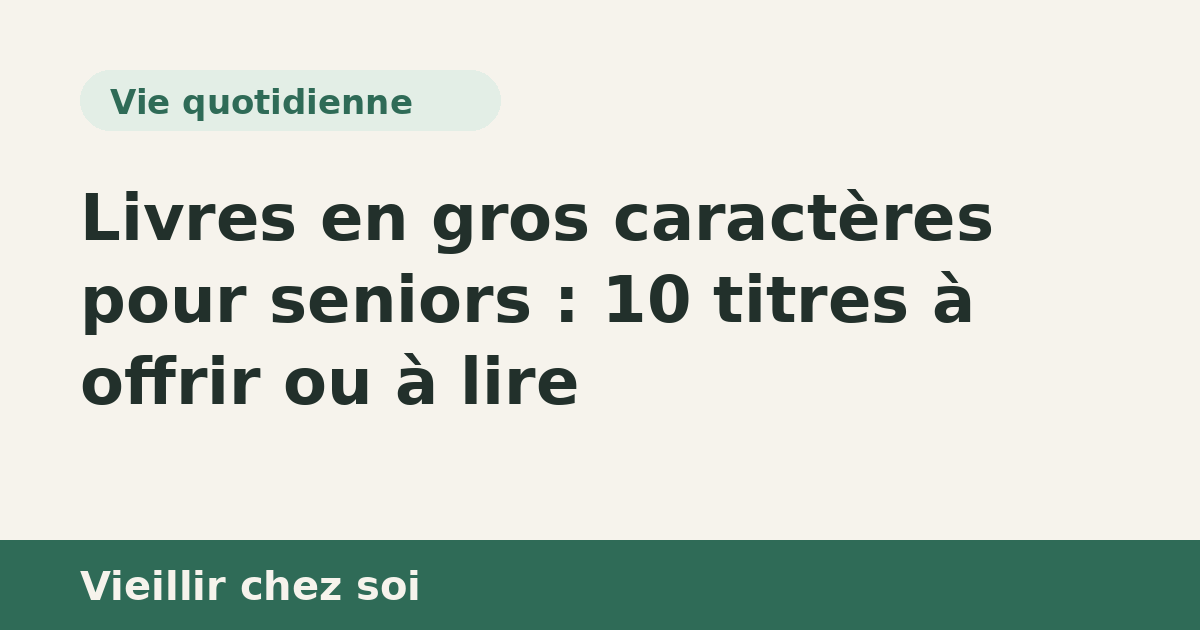 Vie quotidienne
Livres en gros caractères
pour seniors : 10 titres à
offrir ou à lire
Vieillir chez soi